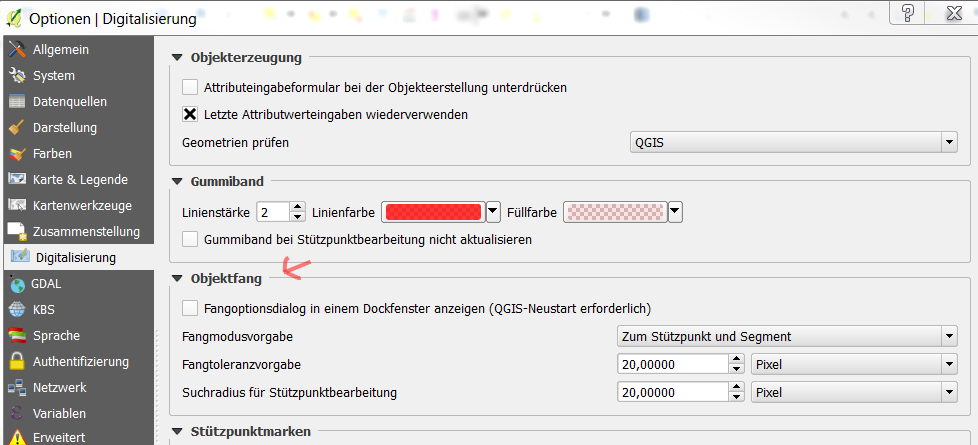 Optionen | Digitalisierung
Allgemein
System
Datenquellen
Darstellung
Farben
Karte & Legende
Kartenwerkzeuge
Zusammenstellung
Digitalisierung
GDAL
KBS
Sprache
Authentifizierung
Netzwerk
Variablen
Erweitert
Objekterzeugung
Attributeingabeformular bei der Objekteerstellung unterdrücken
Letzte Attributwerteingaben wiederverwenden
Geometrien prüfen QGIS
Gummiband
Linienstärke 2 Linienfarbe Füllfarbe
Gummiband bei Stützpunktbearbeitung nicht aktualisieren
Objektfang
Fangoptionsdialog in einem Dockfenster anzeigen (QGIS-Neustart erforderlich)
Fangmodusvorgabe Zum Stützpunkt und Segment
Fangtoleranzvorgabe 20,00000 Pixel
Suchradius für Stützpunktbearbeitung 20,00000 Pixel
Stützpunktmarken